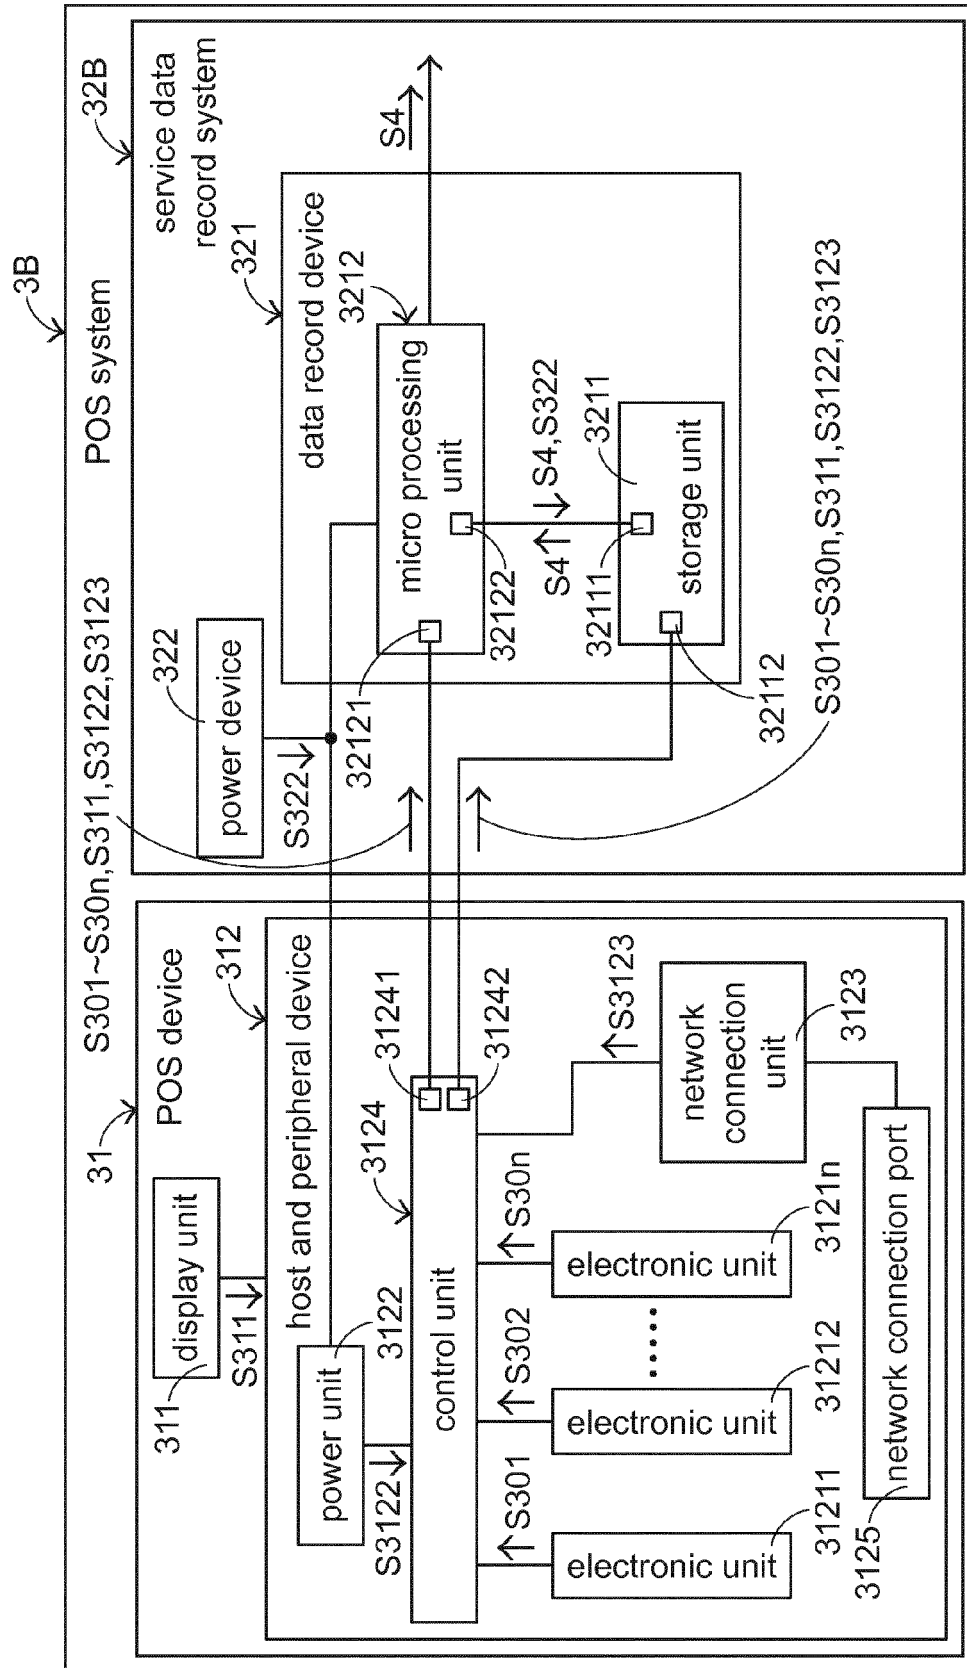 3B
POS system
31
POS device
32B
service data
record system
S301~S30n,S311,S3122,S3123
311
display unit
S311
312
host and peripheral device
3122
power unit
S3122
3124
control unit
31241
31242
S301
S302
S30n
S3123
electronic unit
31211
electronic unit
31212
......
electronic unit
3121n
network
connection
unit
3123
3125
network connection port
322
power device
S322
321
data record device
3212
micro processing
unit
32121
32122
S4
S4
S4,S322
32111
3211
storage unit
32112
S301~S30n,S311,S3122,S3123